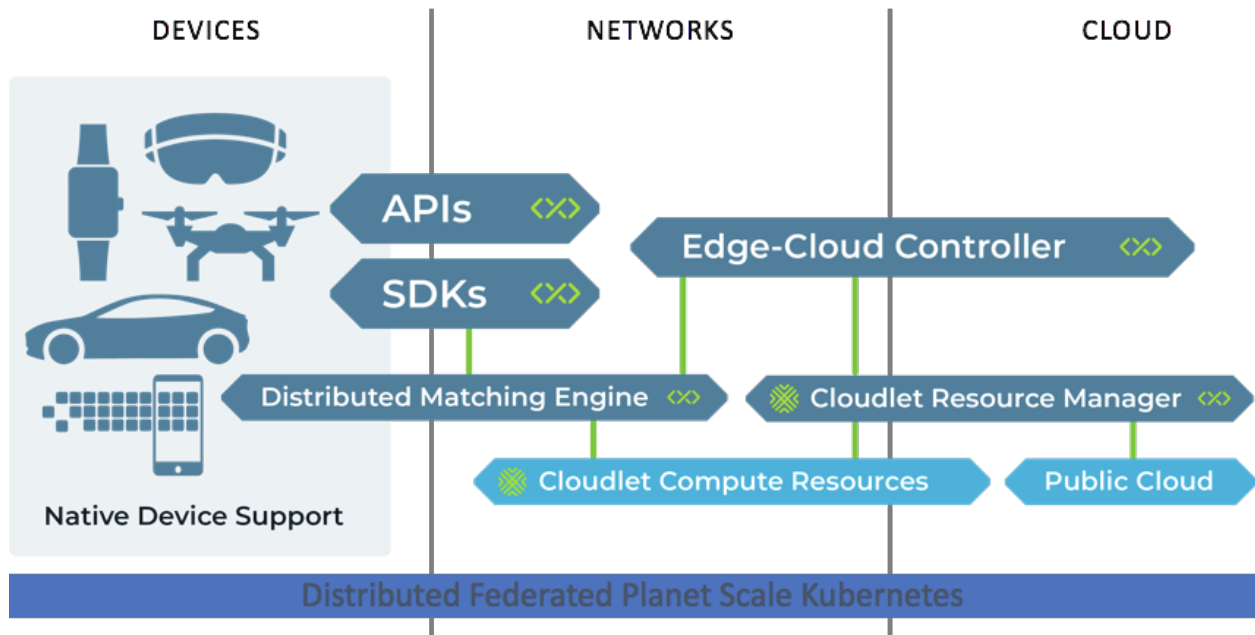 DEVICES
NETWORKS
CLOUD
APIs
SDKs
Edge-Cloud Controller
Distributed Matching Engine
Cloudlet Resource Manager
Cloudlet Compute Resources
Public Cloud
Native Device Support
Distributed Federated Planet Scale Kubernetes